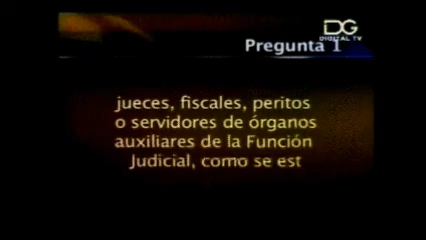 DG
DIGITAL TV
Pregunta 1
jueces, fiscales, peritos
o servidores de órganos
auxiliares de la Función
Judicial, como se est